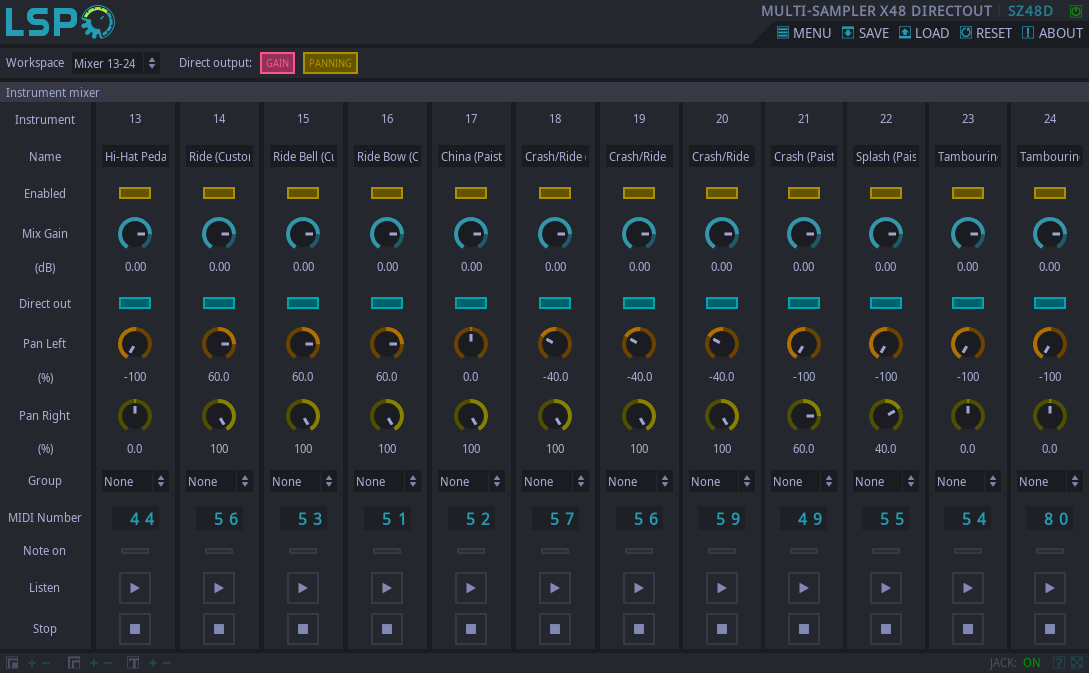 LSP
MULTI-SAMPLER X48 DIRECTOUT SZ48D
MENU SAVE LOAD RESET ABOUT
Workspace Mixer 13-24 Direct output: GAIN PANNING
Instrument mixer
Instrument 13 14 15 16 17 18 19 20 21 22 23 24
Name Hi-Hat Peda Ride (Custor Ride Bell (Cu Ride Bow (C China (Paist Crash/Ride ( Crash/Ride Crash/Ride Crash (Paist Splash (Pais Tambourin Tambourin
Enabled
Mix Gain
(dB) 0.00 0.00 0.00 0.00 0.00 0.00 0.00 0.00 0.00 0.00 0.00 0.00
Direct out
Pan Left
(%) -100 60.0 60.0 60.0 0.0 -40.0 -40.0 -40.0 -100 -100 -100 -100
Pan Right
(%) 0.0 100 100 100 100 100 100 100 60.0 40.0 0.0 0.0
Group None None None None None None None None None None None None
MIDI Number 44 56 53 51 52 57 56 59 49 55 54 80
Note on
Listen
Stop
JACK: ON